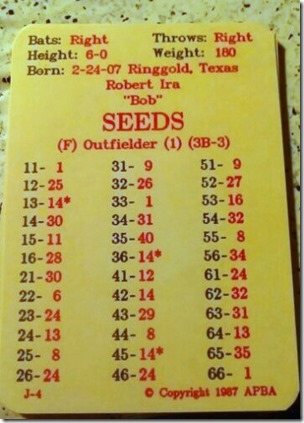 Bats: Right Throws: Right
Height: 6-0 Weight: 180
Born: 2-24-07 Ringgold, Texas
Robert Ira
"Bob"
SEEDS
(F) Outfielder (1) (3B-3)
11- 1 31- 9 51- 9
12-25 32-26 52-27
13-14* 33- 1 53-16
14-30 34-31 54-32
15-11 35-40 55- 8
16-28 36-14* 56-34
21-30 41-12 61-24
22- 6 42-14 62-32
23-24 43-29 63-31
24-13 44- 8 64-13
25- 8 45-14* 65-35
26-24 46-24 66- 1
J-4 © Copyright 1987 APBA